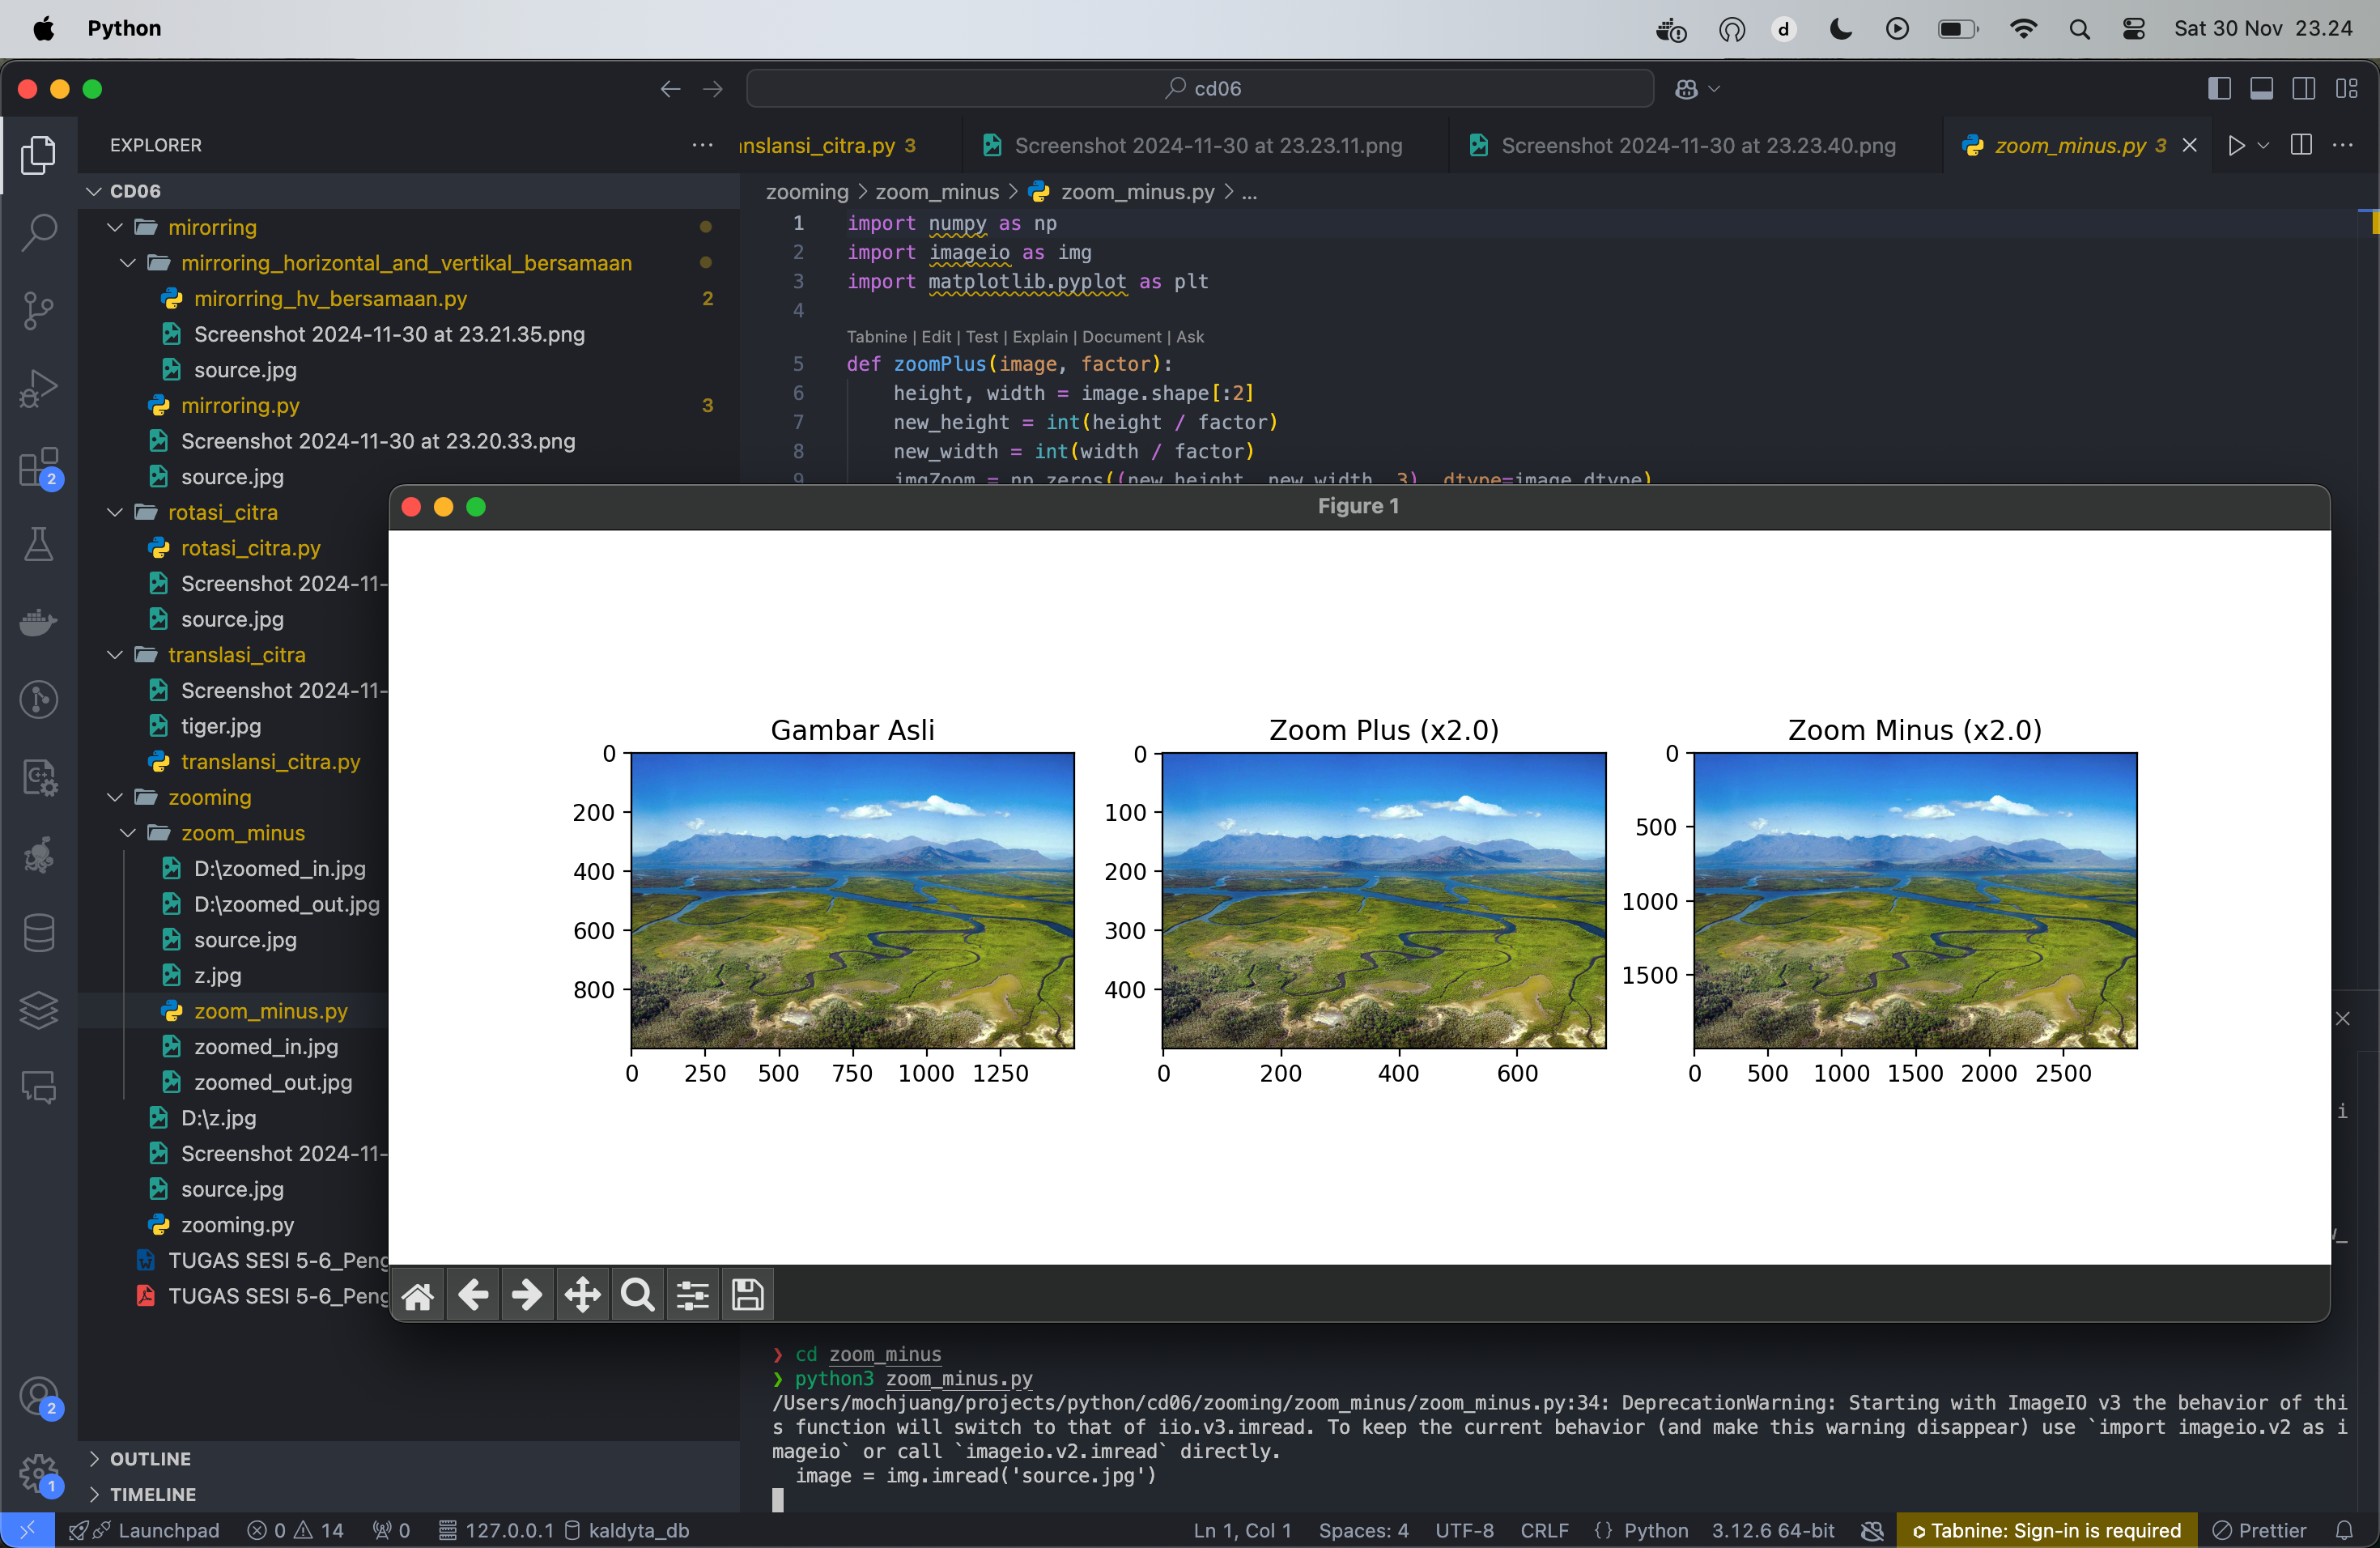 Python
d
Sat 30 Nov 23.24
cd06
EXPLORER
nslansi_citra.py 3
Screenshot 2024-11-30 at 23.23.11.png
Screenshot 2024-11-30 at 23.23.40.png
zoom_minus.py 3
CD06
mirorring
mirroring_horizontal_and_vertikal_bersamaan
mirorring_hv_bersamaan.py 2
Screenshot 2024-11-30 at 23.21.35.png
source.jpg
mirroring.py 3
Screenshot 2024-11-30 at 23.20.33.png
source.jpg
rotasi_citra
rotasi_citra.py
Screenshot 2024-11-
source.jpg
translasi_citra
Screenshot 2024-11-
tiger.jpg
translansi_citra.py
zooming
zoom_minus
D:\zoomed_in.jpg
D:\zoomed_out.jpg
source.jpg
z.jpg
zoom_minus.py
zoomed_in.jpg
zoomed_out.jpg
D:\z.jpg
Screenshot 2024-11-
source.jpg
zooming.py
TUGAS SESI 5-6_Peng
TUGAS SESI 5-6_Peng
OUTLINE
TIMELINE
2
2
1
zooming > zoom_minus > zoom_minus.py > ...
1 import numpy as np
2 import imageio as img
3 import matplotlib.pyplot as plt
4
Tabnine | Edit | Test | Explain | Document | Ask
5 def zoomPlus(image, factor):
6 height, width = image.shape[:2]
7 new_height = int(height / factor)
8 new_width = int(width / factor)
9 imgZoom = np.zeros((new_height, new_width, 3), dtype=image.dtype)
Figure 1
Gambar Asli
0
200
400
600
800
0 250 500 750 1000 1250
Zoom Plus (x2.0)
0
100
200
300
400
0 200 400 600
Zoom Minus (x2.0)
0
500
1000
1500
0 500 1000 1500 2000 2500
i
❯ cd zoom_minus
❯ python3 zoom_minus.py
/Users/mochjuang/projects/python/cd06/zooming/zoom_minus/zoom_minus.py:34: DeprecationWarning: Starting with ImageIO v3 the behavior of thi
s function will switch to that of iio.v3.imread. To keep the current behavior (and make this warning disappear) use `import imageio.v2 as i
mageio` or call `imageio.v2.imread` directly.
image = img.imread('source.jpg')
Launchpad 0 14 0 127.0.0.1 kaldyta_db Ln 1, Col 1 Spaces: 4 UTF-8 CRLF {} Python 3.12.6 64-bit Tabnine: Sign-in is required Prettier